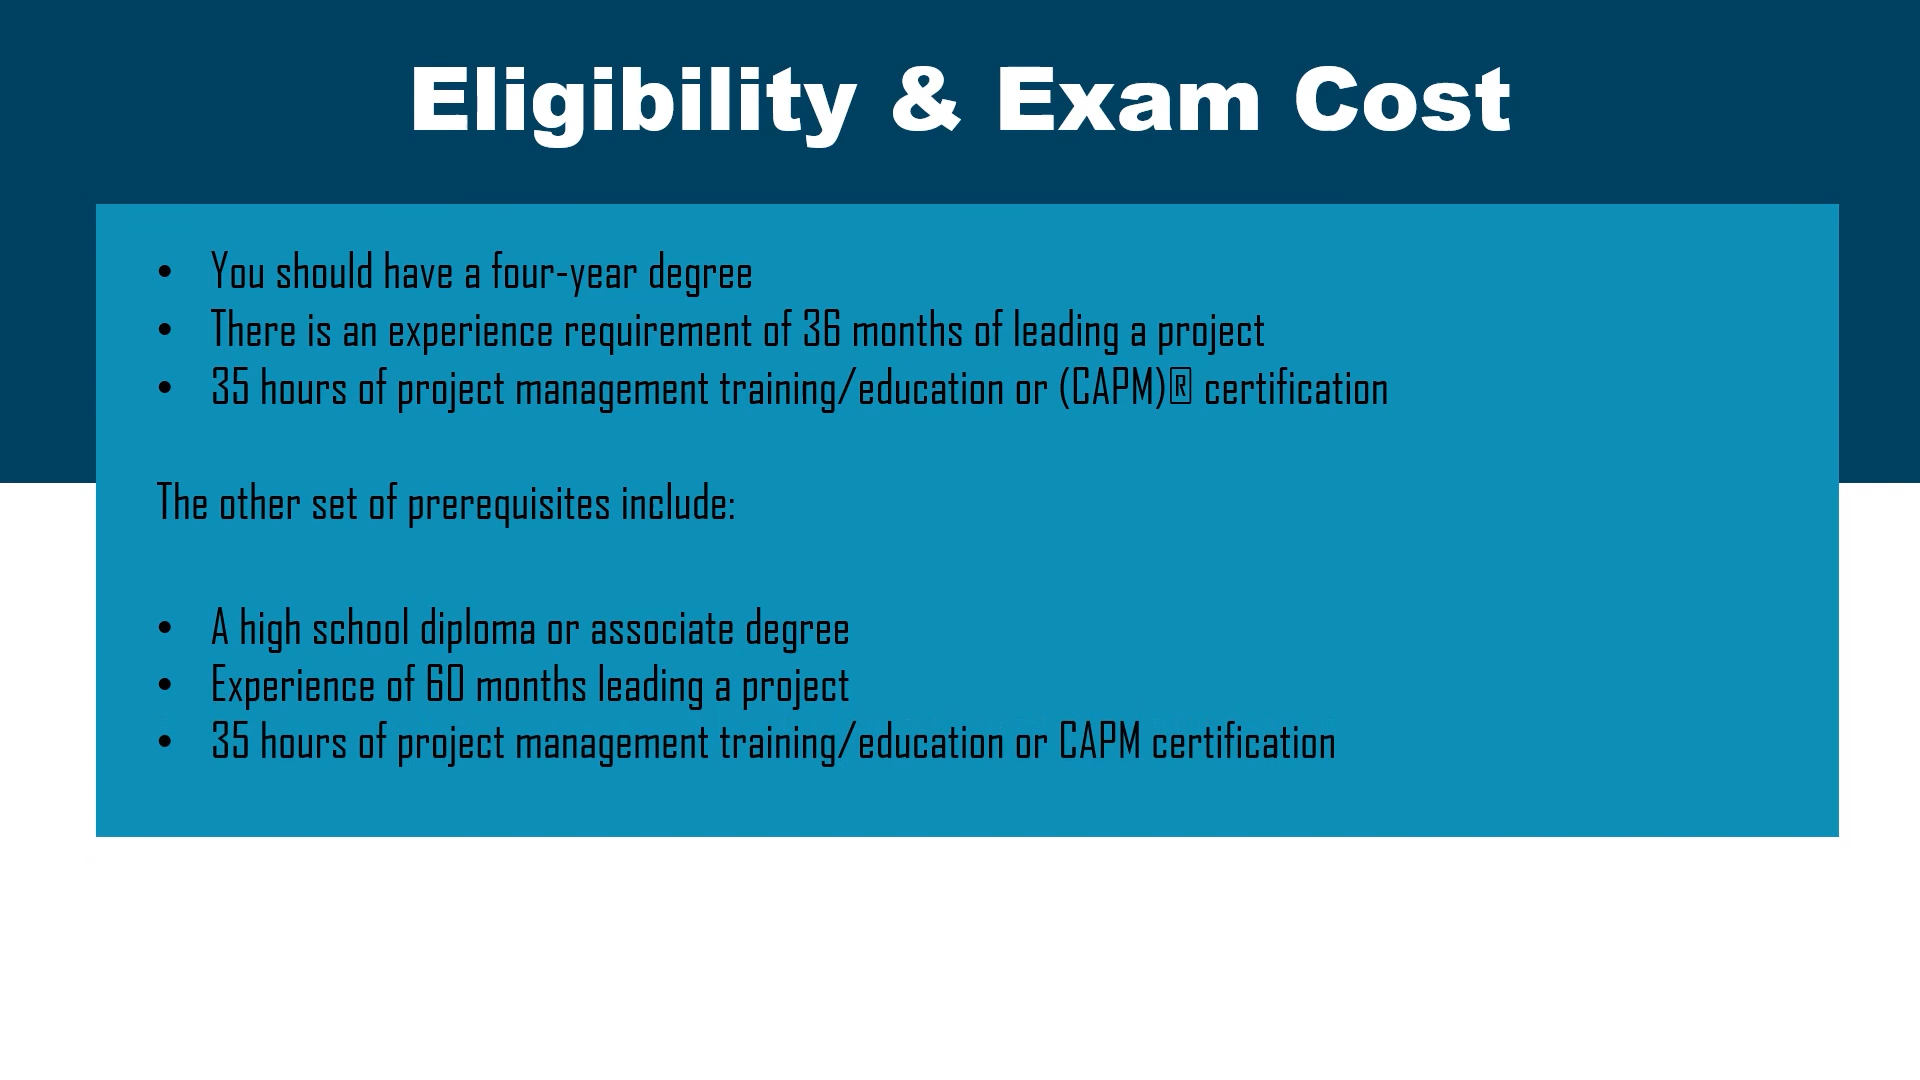 Eligibility & Exam Cost
• You should have a four-year degree
• There is an experience requirement of 36 months of leading a project
• 35 hours of project management training/education or (CAPM)® certification
The other set of prerequisites include:
• A high school diploma or associate degree
• Experience of 60 months leading a project
• 35 hours of project management training/education or CAPM certification